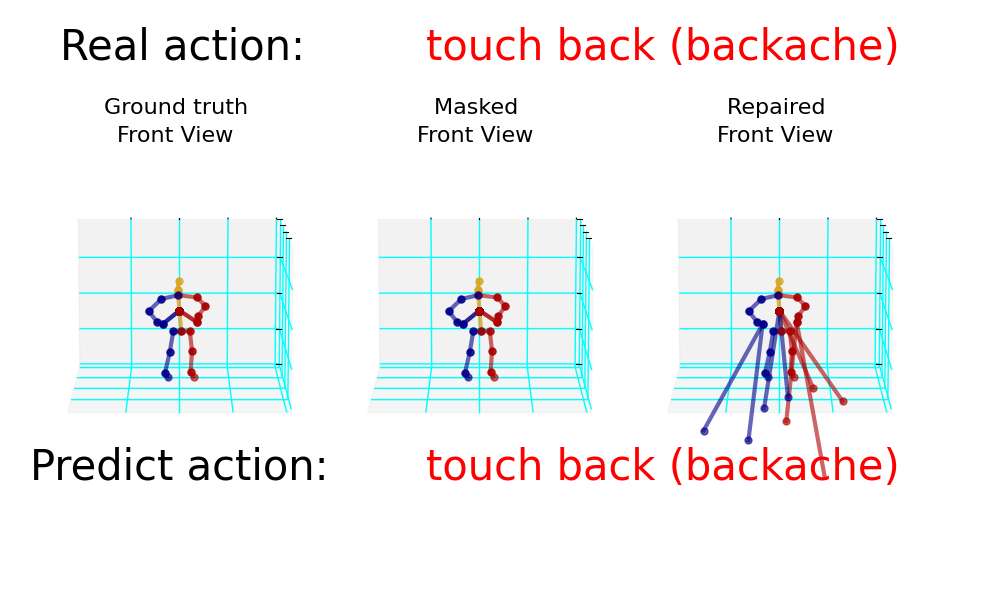 Real action: touch back (backache)
Ground truth Masked Repaired
Front View Front View Front View
Predict action: touch back (backache)